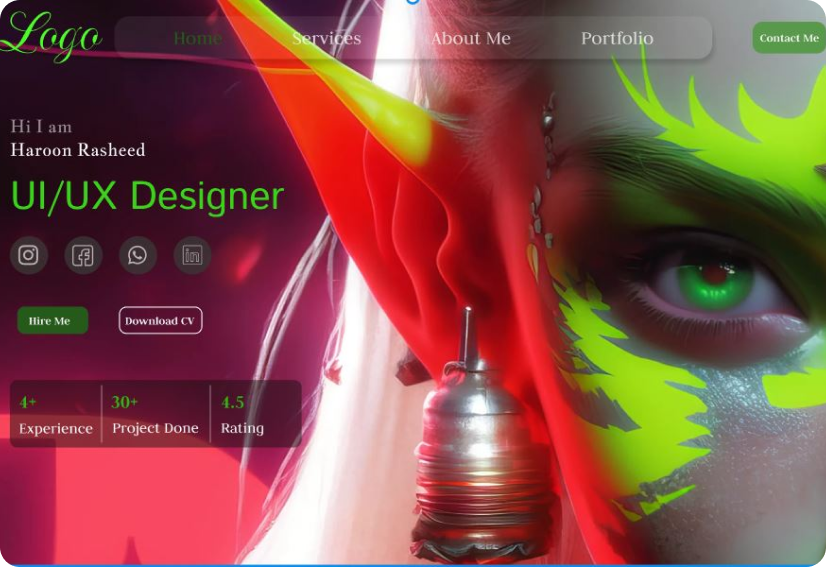 Logo
Home Services About Me Portfolio
Contact Me
Hi I am
Haroon Rasheed
UI/UX Designer
in
Hire Me
Download CV
4+ 30+ 4.5
Experience Project Done Rating